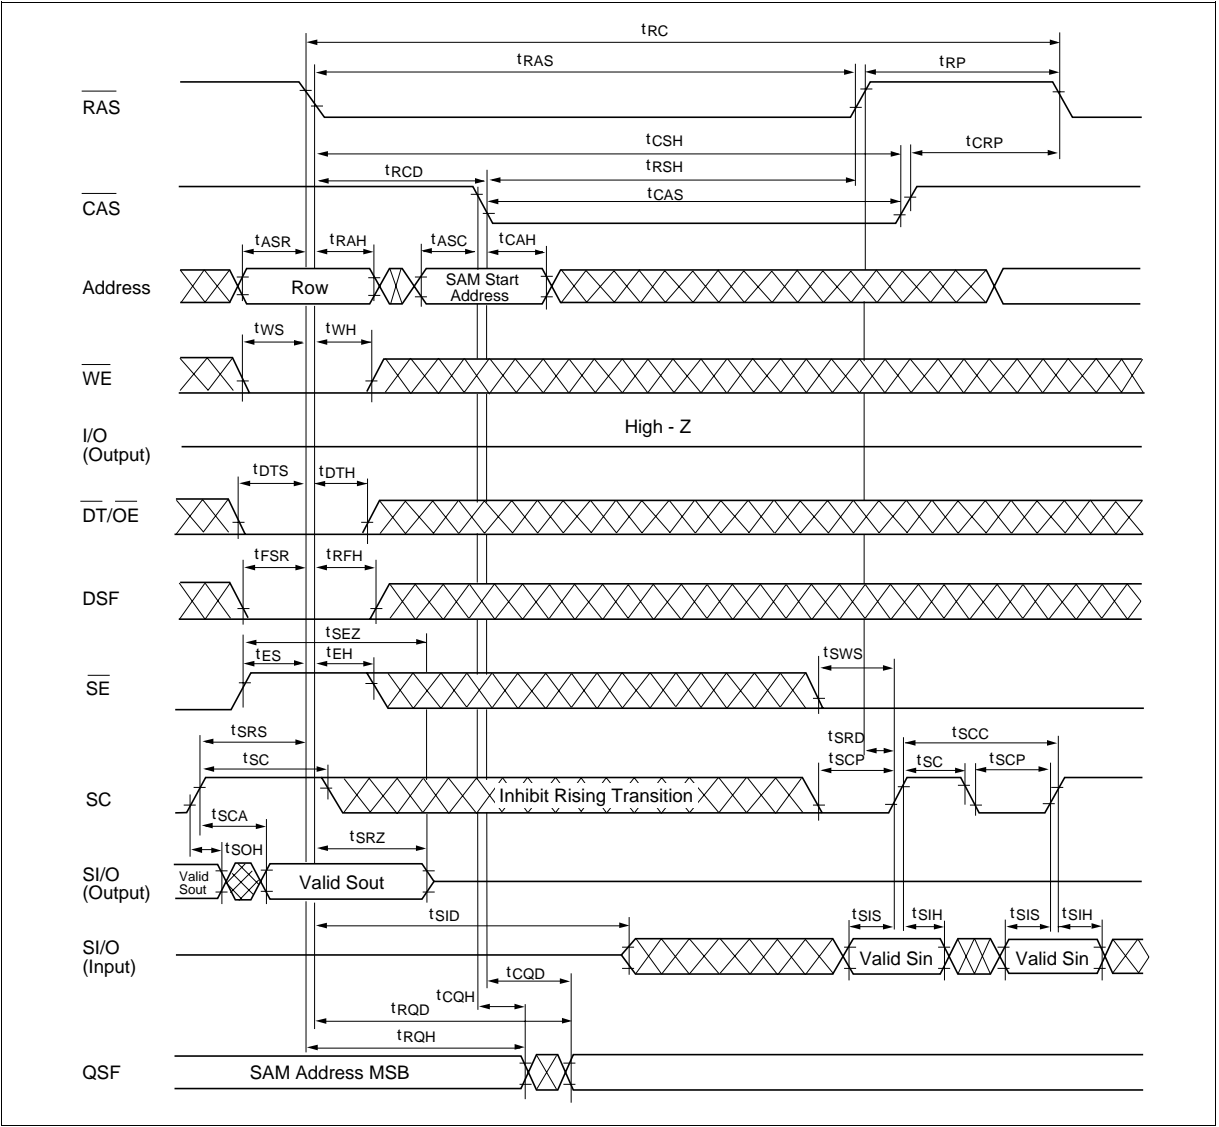 tRC
tRAS
tRP
RAS
tCSH
tCRP
tRCD
tRSH
CAS
tCAS
tASR
tRAH
tASC
tCAH
Address
Row
SAM Start
Address
tWS
tWH
WE
I/O
(Output)
High - Z
tDTS
tDTH
DT/OE
tFSR
tRFH
DSF
tSEZ
tES
tEH
tSWS
SE
tSRS
tSRD
tSCC
tSC
tSCP
tSC
tSCP
SC
Inhibit Rising Transition
tSCA
tSOH
tSRZ
SI/O
(Output)
Valid
Sout
Valid Sout
tSID
tSIS
tSIH
tSIS
tSIH
SI/O
(Input)
Valid Sin
Valid Sin
tCQD
tCQH
tRQD
tRQH
QSF
SAM Address MSB